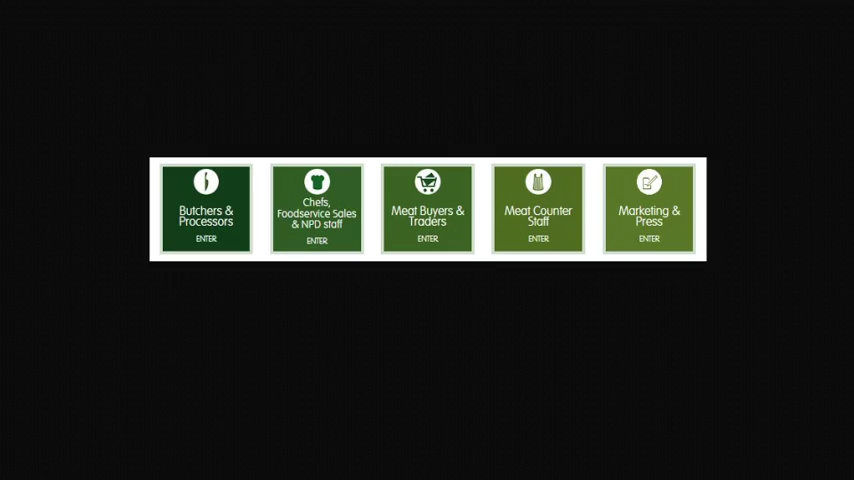 Butchers &
Processors
ENTER
Chefs,
Foodservice Sales
& NPD staff
ENTER
Meat Buyers &
Traders
ENTER
Meat Counter
Staff
ENTER
Marketing &
Press
ENTER